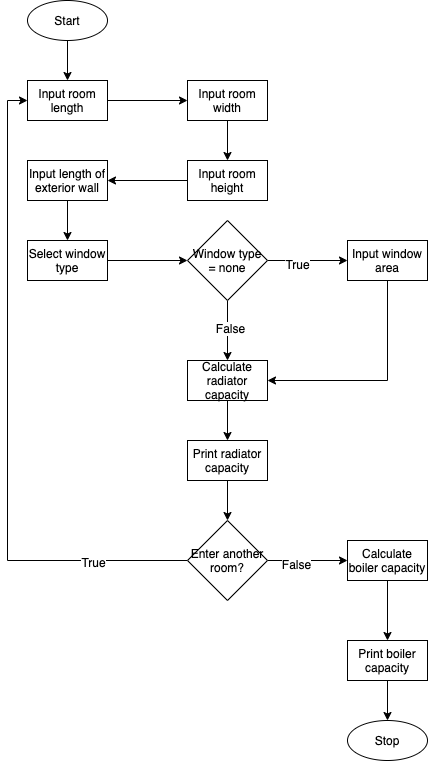 Start
Input room
length
Input room
width
Input length of
exterior wall
Input room
height
Select window
type
Window type
= none
True
Input window
area
False
Calculate
radiator
capacity
Print radiator
capacity
Enter another
room?
True
False
Calculate
boiler capacity
Print boiler
capacity
Stop